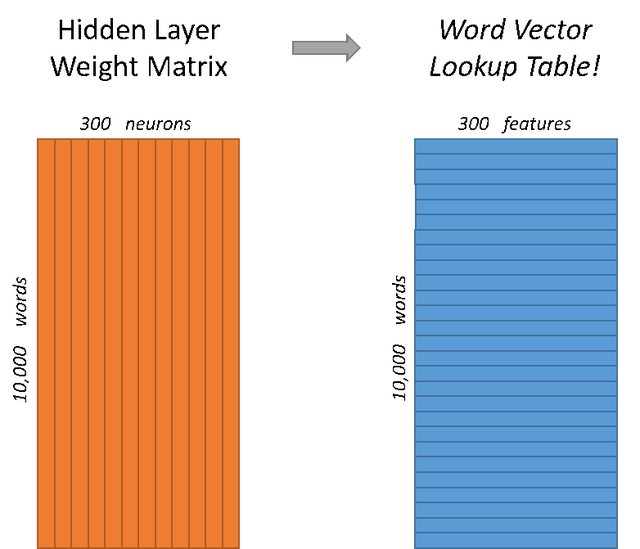 Hidden Layer
Weight Matrix
Word Vector
Lookup Table!
300 neurons
300 features
10,000 words
10,000 words